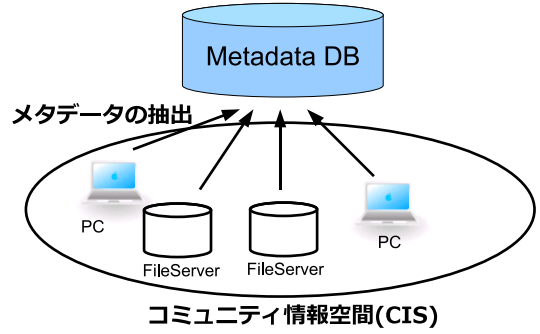 Metadata DB
メタデータの抽出
PC
FileServer
FileServer
PC
コミュニティ情報空間(CIS)